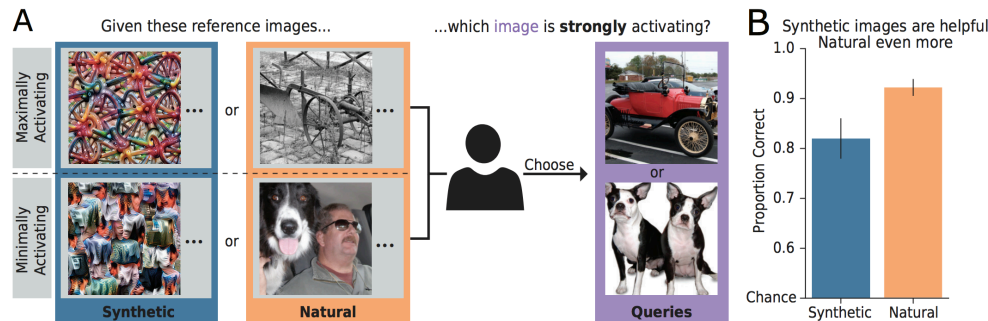 A
Given these reference images...
...which image is strongly activating?
Maximally
Activating
...
or
...
Minimally
Activating
...
or
...
Choose
or
Synthetic
Natural
Queries
B
Synthetic images are helpful
Natural even more
Proportion Correct
1.0
0.9
0.8
0.7
0.6
Chance
Synthetic
Natural